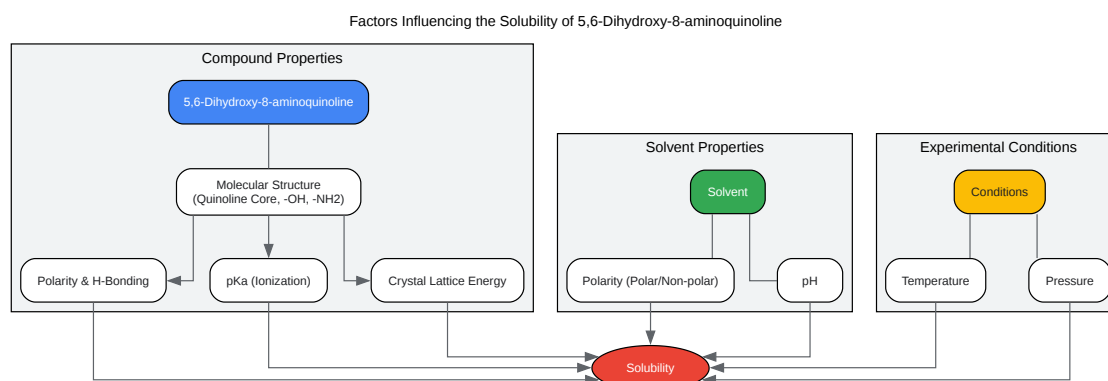 Factors Influencing the Solubility of 5,6-Dihydroxy-8-aminoquinoline
Compound Properties
5,6-Dihydroxy-8-aminoquinoline
Molecular Structure
(Quinoline Core, -OH, -NH2)
Polarity & H-Bonding
pKa (Ionization)
Crystal Lattice Energy
Solvent Properties
Solvent
Polarity (Polar/Non-polar)
pH
Experimental Conditions
Conditions
Temperature
Pressure
Solubility